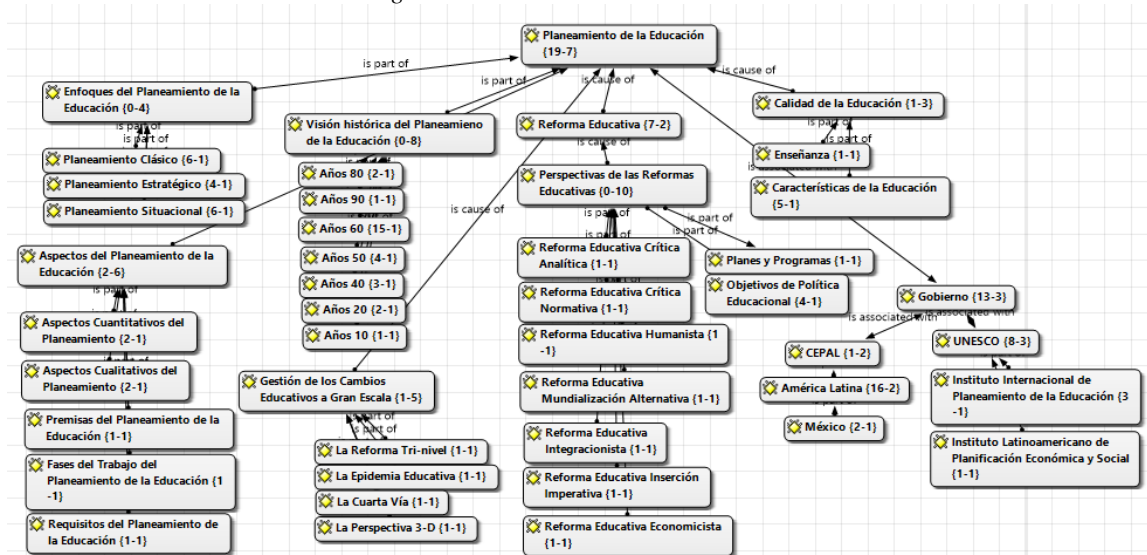 Planeamiento de la Educación
{19-7}
is part of
is part of
is cause of
is cause of
Enfoques del Planeamiento de la
Educación {0-4}
is part of
is part of
Planeamiento Clásico {6-1}
Planeamiento Estratégico {4-1}
Planeamiento Situacional {6-1}
Visión histórica del Planeamieno
de la Educación {0-8}
Años 80 {2-1}
Años 90 {1-1}
Años 60 {15-1}
Años 50 {4-1}
Años 40 {3-1}
Años 20 {2-1}
Años 10 {1-1}
Reforma Educativa {7-2}
is cause of
Perspectivas de las Reformas
Educativas {0-10}
is cause of
is part of
is part of
is part of
Calidad de la Educación {1-3}
is part of
Enseñanza {1-1}
is associated with
Características de la Educación
{5-1}
Aspectos del Planeamiento de la
Educación {2-6}
is part of
Aspectos Cuantitativos del
Planeamiento {2-1}
Aspectos Cualitativos del
Planeamiento {2-1}
Premisas del Planeamiento de la
Educación {1-1}
Fases del Trabajo del
Planeamiento de la Educación {1
-1}
Requisitos del Planeamiento de
la Educación {1-1}
Gestión de los Cambios
Educativos a Gran Escala {1-5}
is part of
is part of
La Reforma Tri-nivel {1-1}
La Epidemia Educativa {1-1}
La Cuarta Vía {1-1}
La Perspectiva 3-D {1-1}
Reforma Educativa Crítica
Analítica {1-1}
Reforma Educativa Crítica
Normativa {1-1}
Reforma Educativa Humanista {1
-1}
Reforma Educativa
Mundialización Alternativa {1-1}
Reforma Educativa
Integracionista {1-1}
Reforma Educativa Inserción
Imperativa {1-1}
Reforma Educativa Economicista
{1-1}
Planes y Programas {1-1}
Objetivos de Política
Educacional {4-1}
Gobierno {13-3}
is associated with
is associated with
CEPAL {1-2}
América Latina {16-2}
México {2-1}
UNESCO {8-3}
Instituto Internacional de
Planeamiento de la Educación {3
-1}
Instituto Latinoamericano de
Planificación Económica y Social
{1-1}